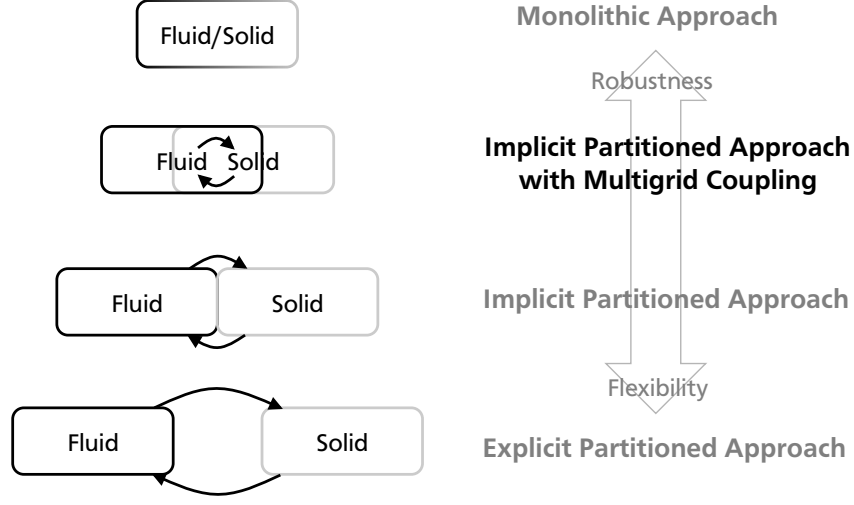 Fluid/Solid
Monolithic Approach
Robustness
Fluid Solid
Implicit Partitioned Approach
with Multigrid Coupling
Fluid Solid
Implicit Partitioned Approach
Flexibility
Fluid Solid
Explicit Partitioned Approach